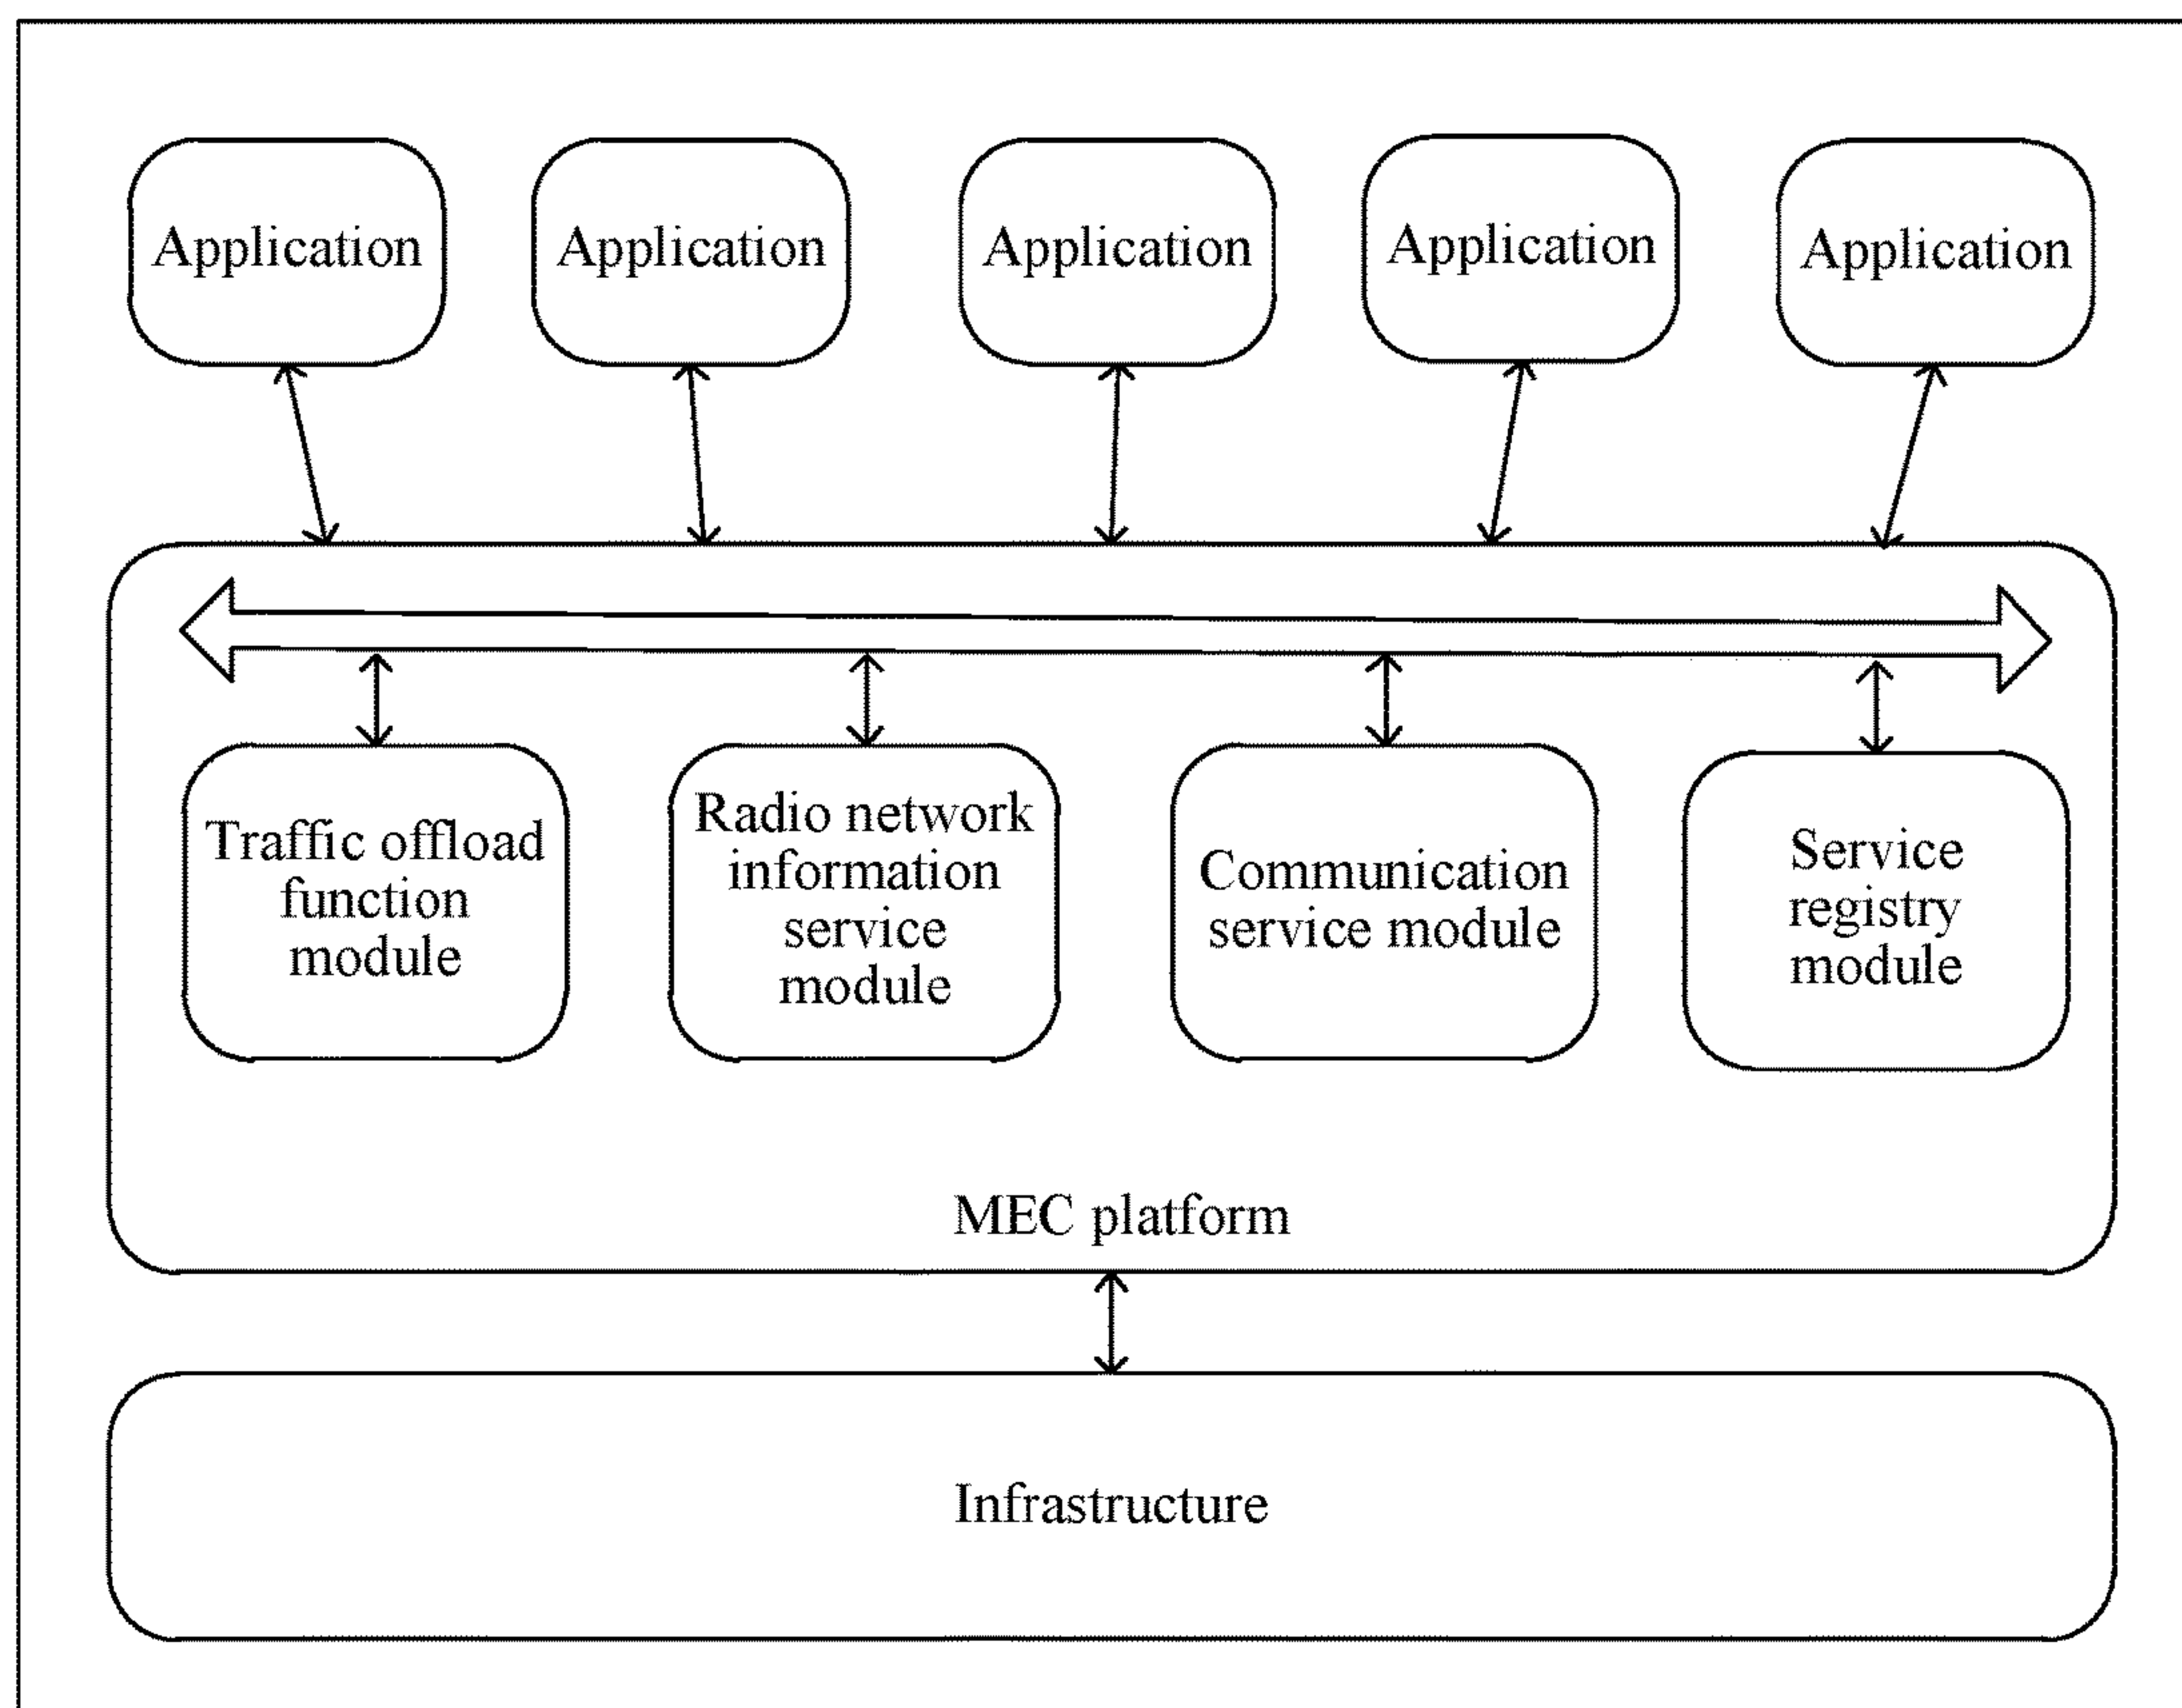 Application
Application
Application
Application
Application
Traffic offload
function
module
Radio network
information
service
module
Communication
service module
Service
registry
module
MEC platform
Infrastructure